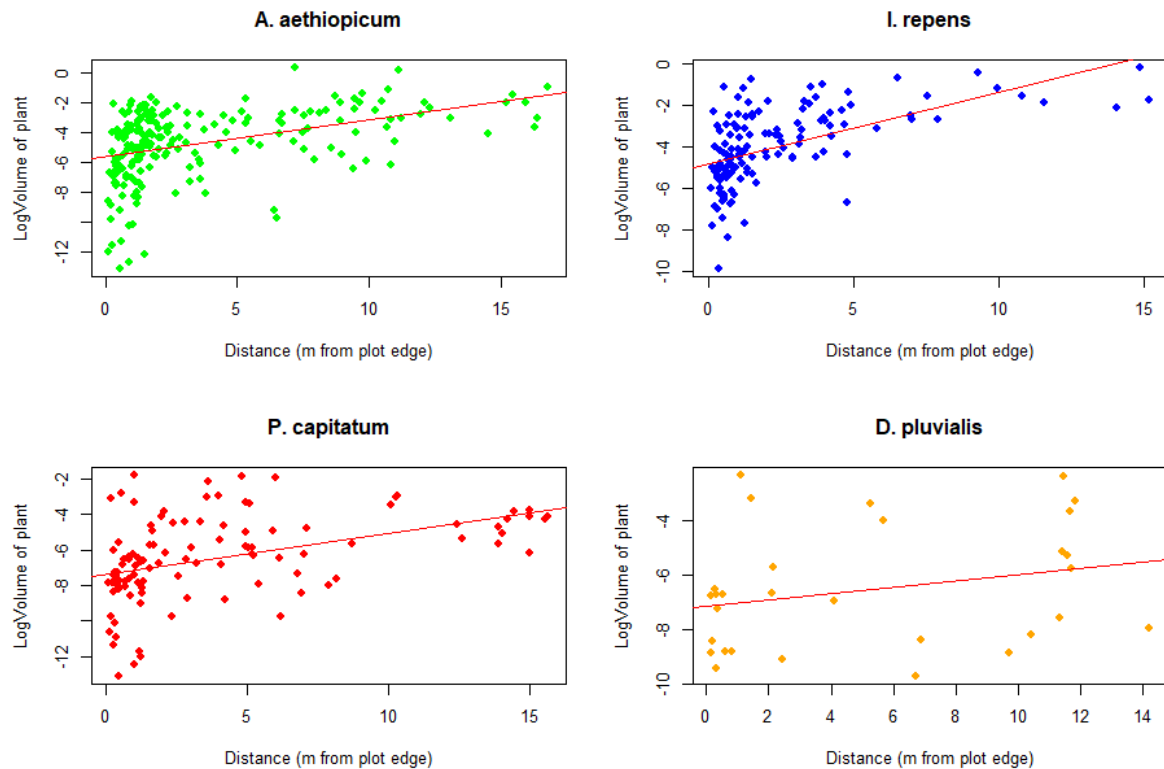 A. aethiopicum
LogVolume of plant
0
-2
-4
-6
-8
-12
0 5 10 15
Distance (m from plot edge)
I. repens
LogVolume of plant
0
-2
-4
-6
-8
-10
0 5 10 15
Distance (m from plot edge)
P. capitatum
LogVolume of plant
-2
-4
-6
-8
-12
0 5 10 15
Distance (m from plot edge)
D. pluvialis
LogVolume of plant
-4
-6
-8
-10
0 2 4 6 8 10 12 14
Distance (m from plot edge)